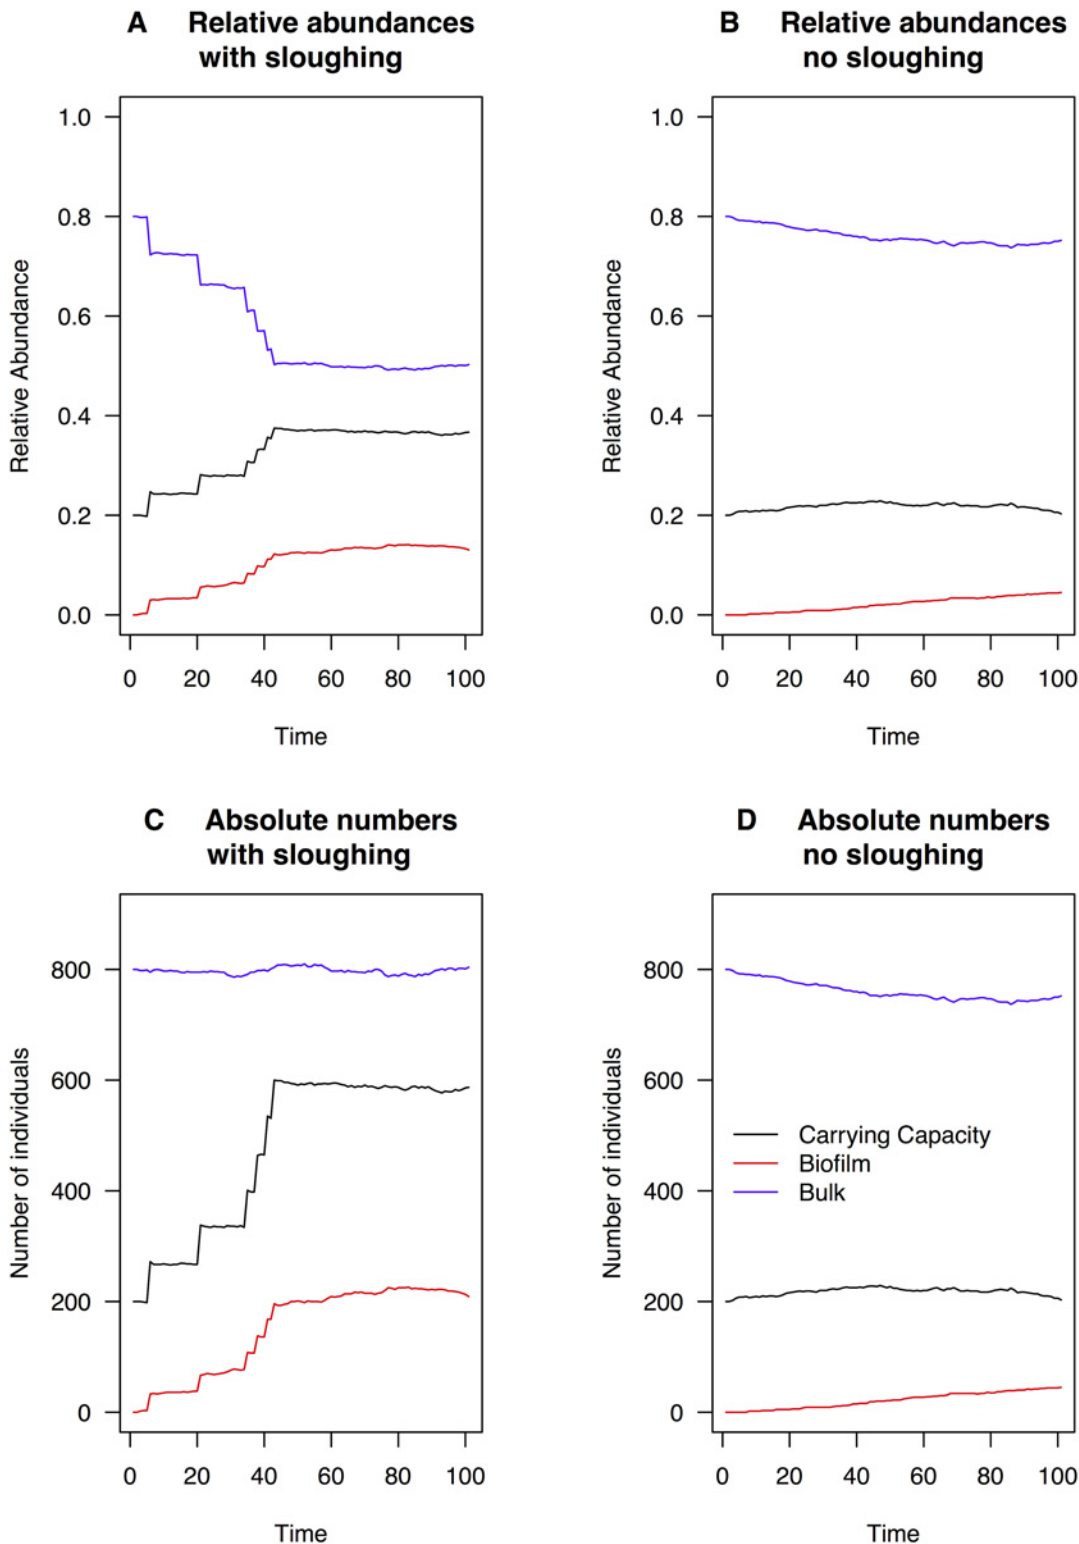 A Relative abundances
with sloughing
B Relative abundances
no sloughing
Relative Abundance
1.0
0.8
0.6
0.4
0.2
0.0
0 20 40 60 80 100
Time
Relative Abundance
1.0
0.8
0.6
0.4
0.2
0.0
0 20 40 60 80 100
Time
C Absolute numbers
with sloughing
D Absolute numbers
no sloughing
Number of individuals
800
600
400
200
0
0 20 40 60 80 100
Time
Number of individuals
800
600
400
200
0
Carrying Capacity
Biofilm
Bulk
0 20 40 60 80 100
Time